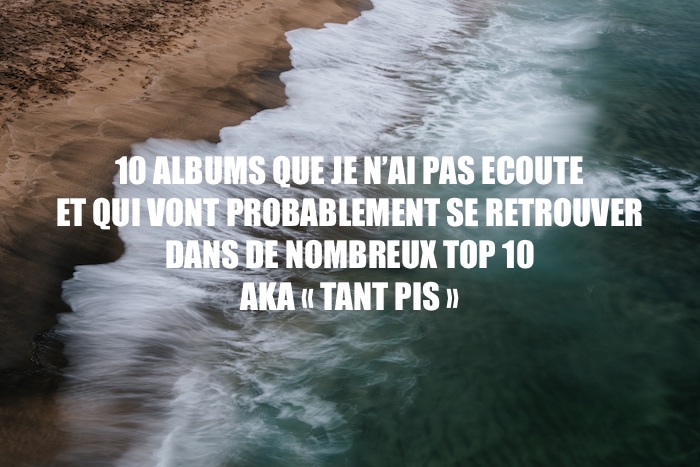 10 ALBUMS QUE JE N’AI PAS ECOUTE
ET QUI VONT PROBABLEMENT SE RETROUVER
DANS DE NOMBREUX TOP 10
AKA « TANT PIS »